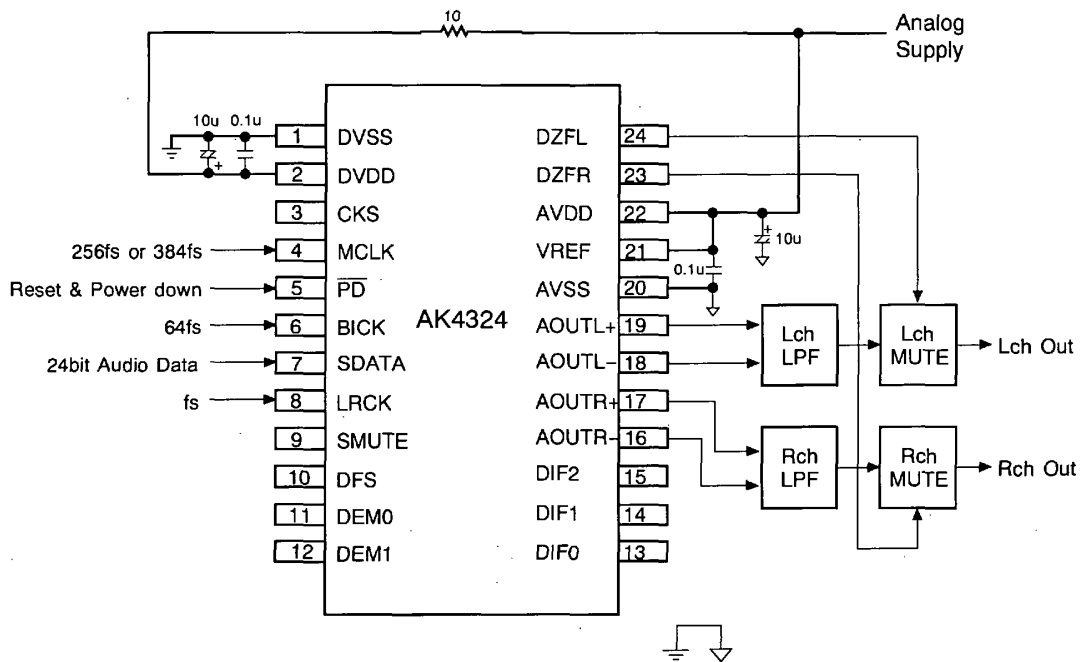 10
Analog
Supply
10u 0.1u
1 DVSS
2 DVDD
3 CKS
256fs or 384fs 4 MCLK
Reset & Power down 5 PD
64fs 6 BICK
24bit Audio Data 7 SDATA
fs 8 LRCK
9 SMUTE
10 DFS
11 DEM0
12 DEM1
AK4324
DZFL 24
DZFR 23
AVDD 22
VREF 21
AVSS 20
AOUTL+ 19
AOUTL− 18
AOUTR+ 17
AOUTR− 16
DIF2 15
DIF1 14
DIF0 13
+
+
10u
0.1u
Lch
LPF
Lch
MUTE
Lch Out
Rch
LPF
Rch
MUTE
Rch Out